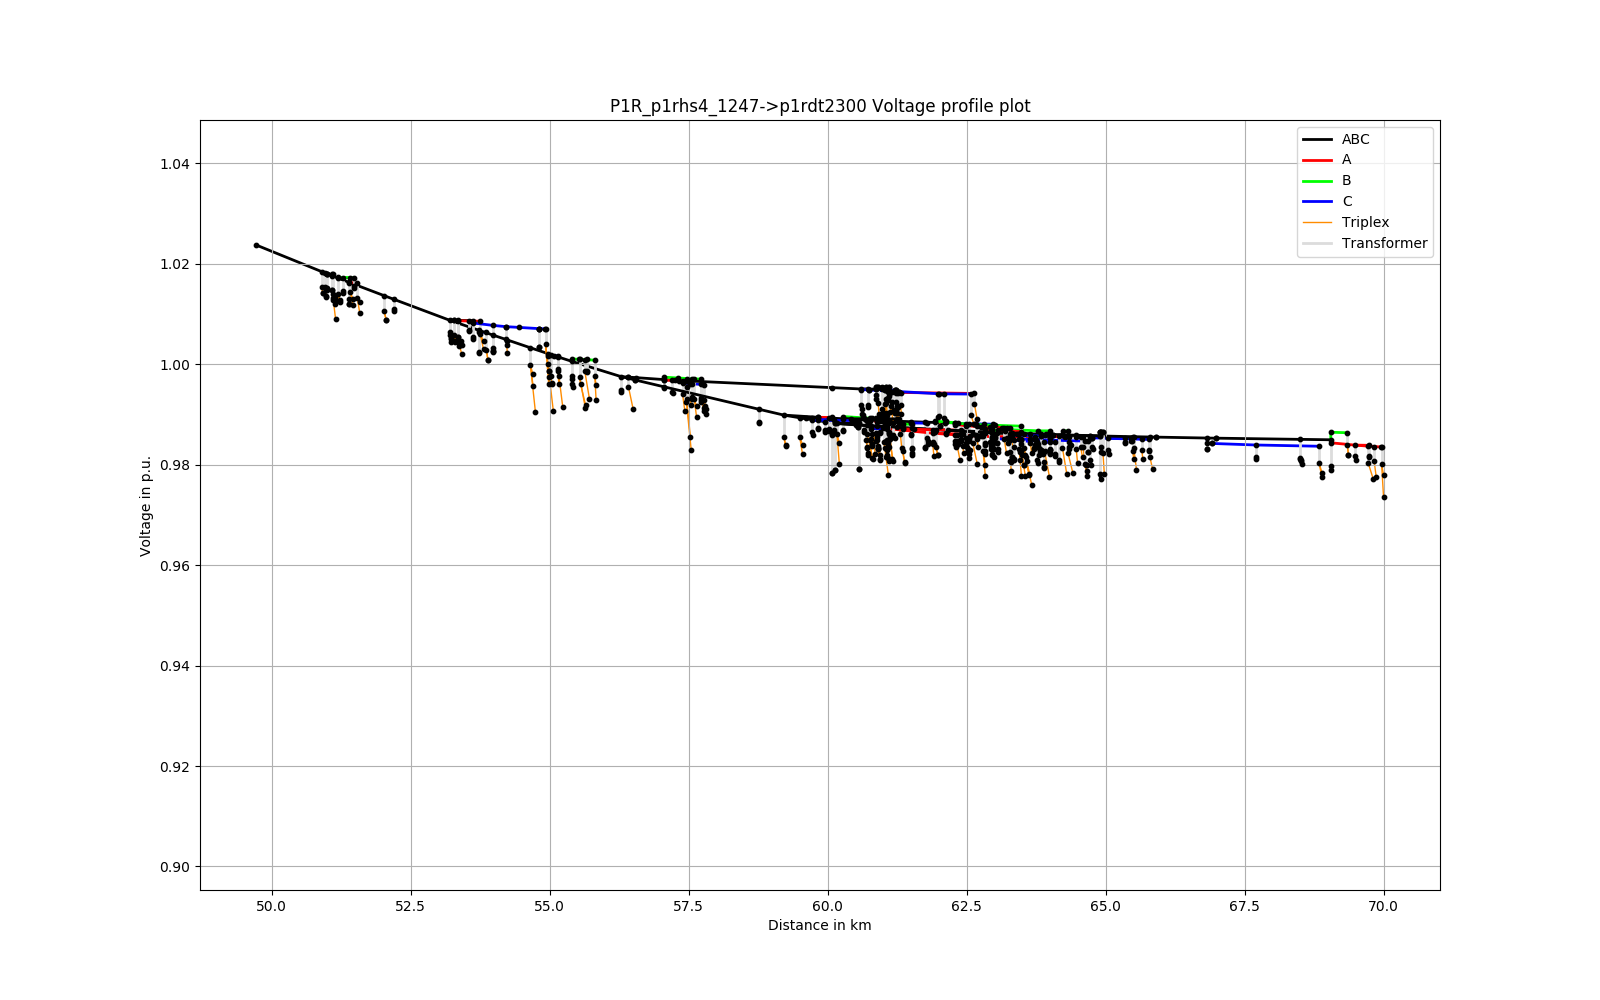 P1R_p1rhs4_1247->p1rdt2300 Voltage profile plot
ABC
A
B
C
Triplex
Transformer
1.04
1.02
1.00
0.98
0.96
0.94
0.92
0.90
Voltage in p.u.
50.0 52.5 55.0 57.5 60.0 62.5 65.0 67.5 70.0
Distance in km